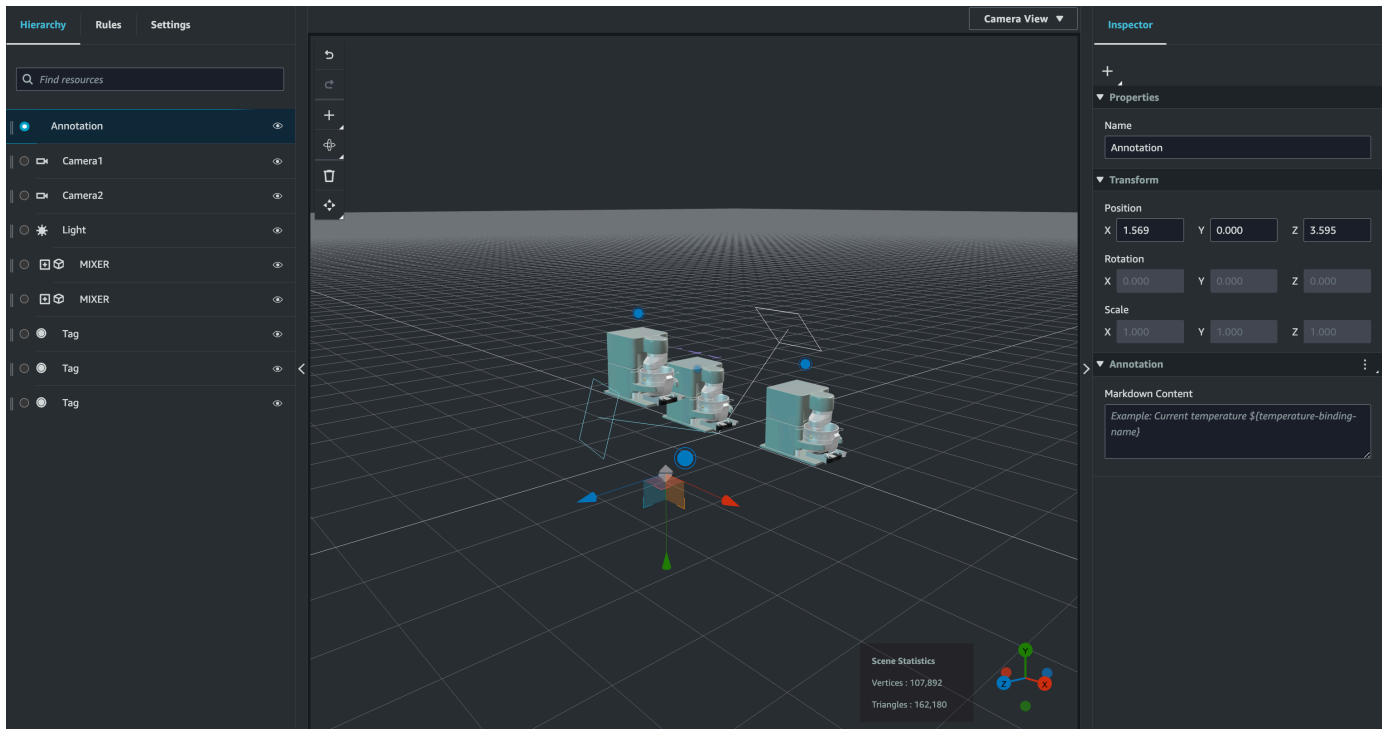 Hierarchy Rules Settings
Find resources
Annotation
Camera1
Camera2
Light
MIXER
MIXER
Tag
Tag
Tag
Camera View
Scene Statistics
Vertices : 107,892
Triangles : 162,180
Y
Z
X
Inspector
Properties
Name
Annotation
Transform
Position
X 1.569 Y 0.000 Z 3.595
Rotation
X 0.000 Y 0.000 Z 0.000
Scale
X 1.000 Y 1.000 Z 1.000
Annotation
Markdown Content
Example: Current temperature ${temperature-binding-
name}